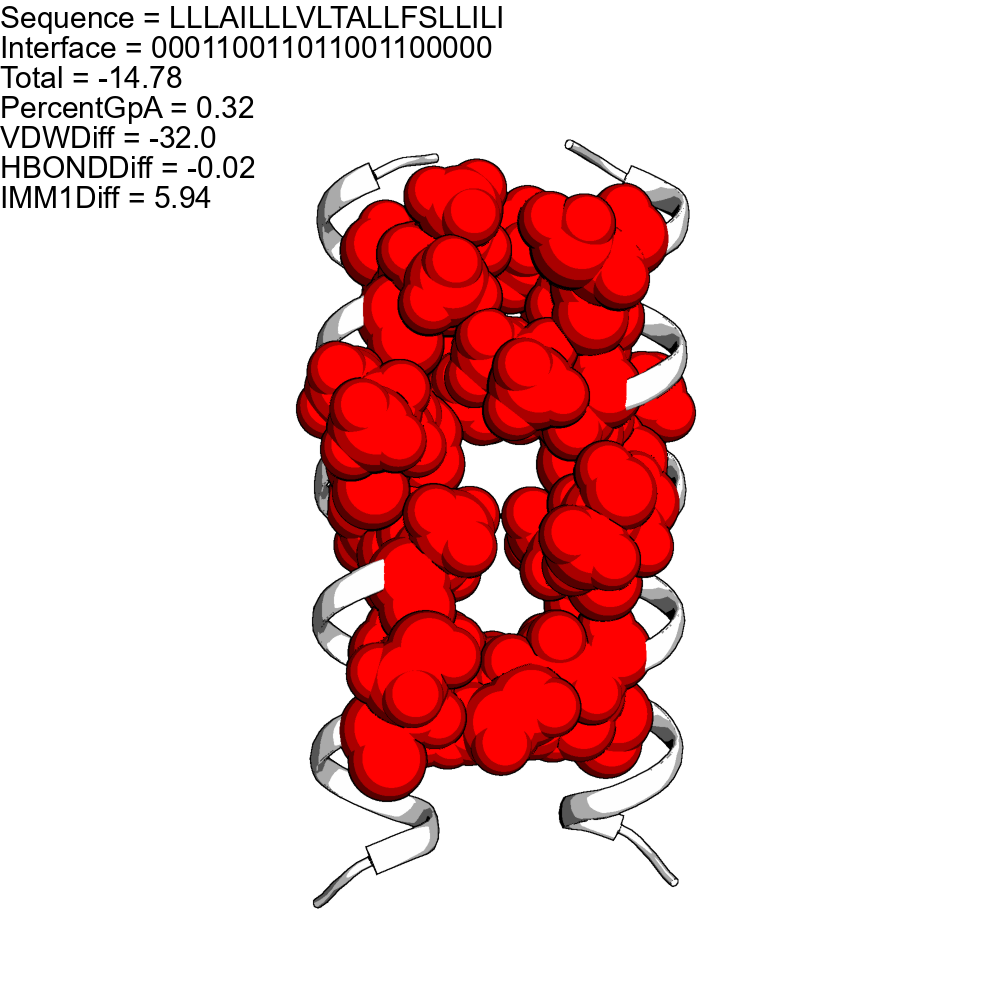 Sequence = LLLAILLLVLTALLFSLLILI
Interface = 000110011011001100000
Total = -14.78
PercentGpA = 0.32
VDWDiff = -32.0
HBONDDiff = -0.02
IMM1Diff = 5.94